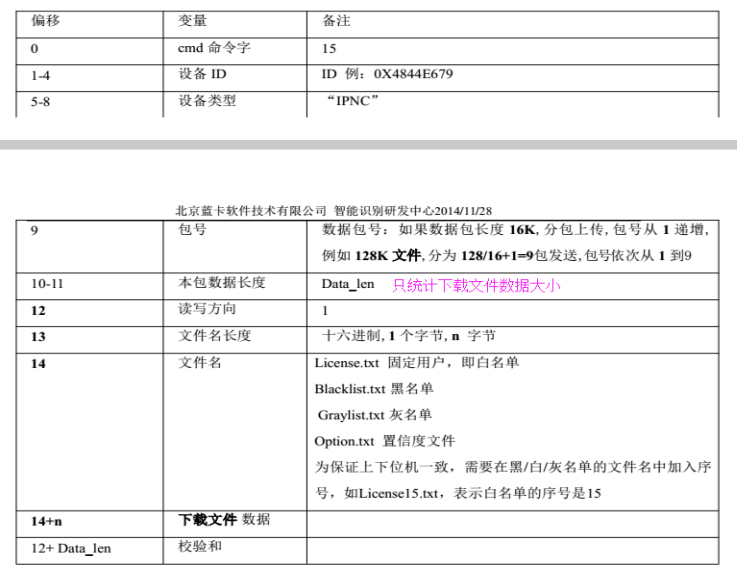 偏移 变量 备注
0 cmd 命令字 15
1-4 设备 ID ID 例：0X4844E679
5-8 设备类型 “IPNC”
北京蓝卡软件技术有限公司 智能识别研发中心2014/11/28
9 包号 数据包号：如果数据包长度 16K,分包上传,包号从 1 递增,
例如 128K 文件,分为 128/16+1=9包发送,包号依次从 1 到9
10-11 本包数据长度 Data_len 只统计下载文件数据大小
12 读写方向 1
13 文件名长度 十六进制,1 个字节,n 字节
14 文件名 License.txt 固定用户，即白名单
Blacklist.txt 黑名单
Graylist.txt 灰名单
Option.txt 置信度文件
为保证上下位机一致，需要在黑/白/灰名单的文件名中加入序
号，如License15.txt，表示白名单的序号是15
14+n 下载文件 数据
12+ Data_len 校验和